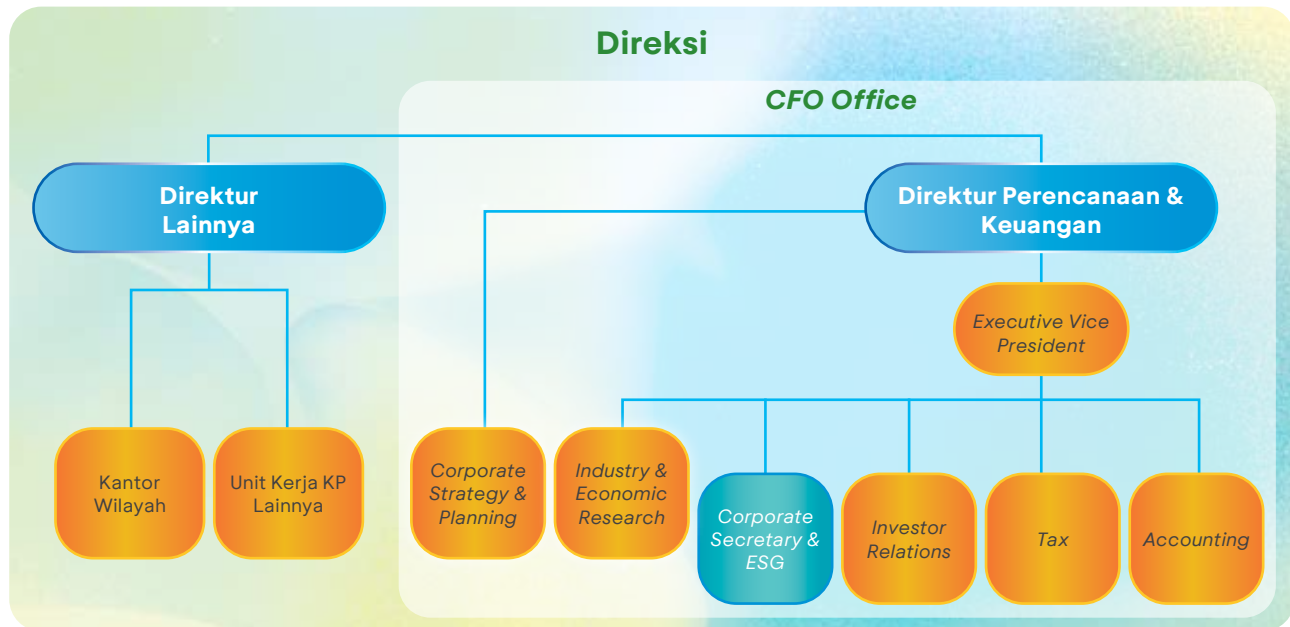 Direksi
CFO Office
Direktur
Lainnya
Direktur Perencanaan &
Keuangan
Executive Vice
President
Kantor
Wilayah
Unit Kerja KP
Lainnya
Corporate
Strategy &
Planning
Industry &
Economic
Research
Corporate
Secretary &
ESG
Investor
Relations
Tax
Accounting